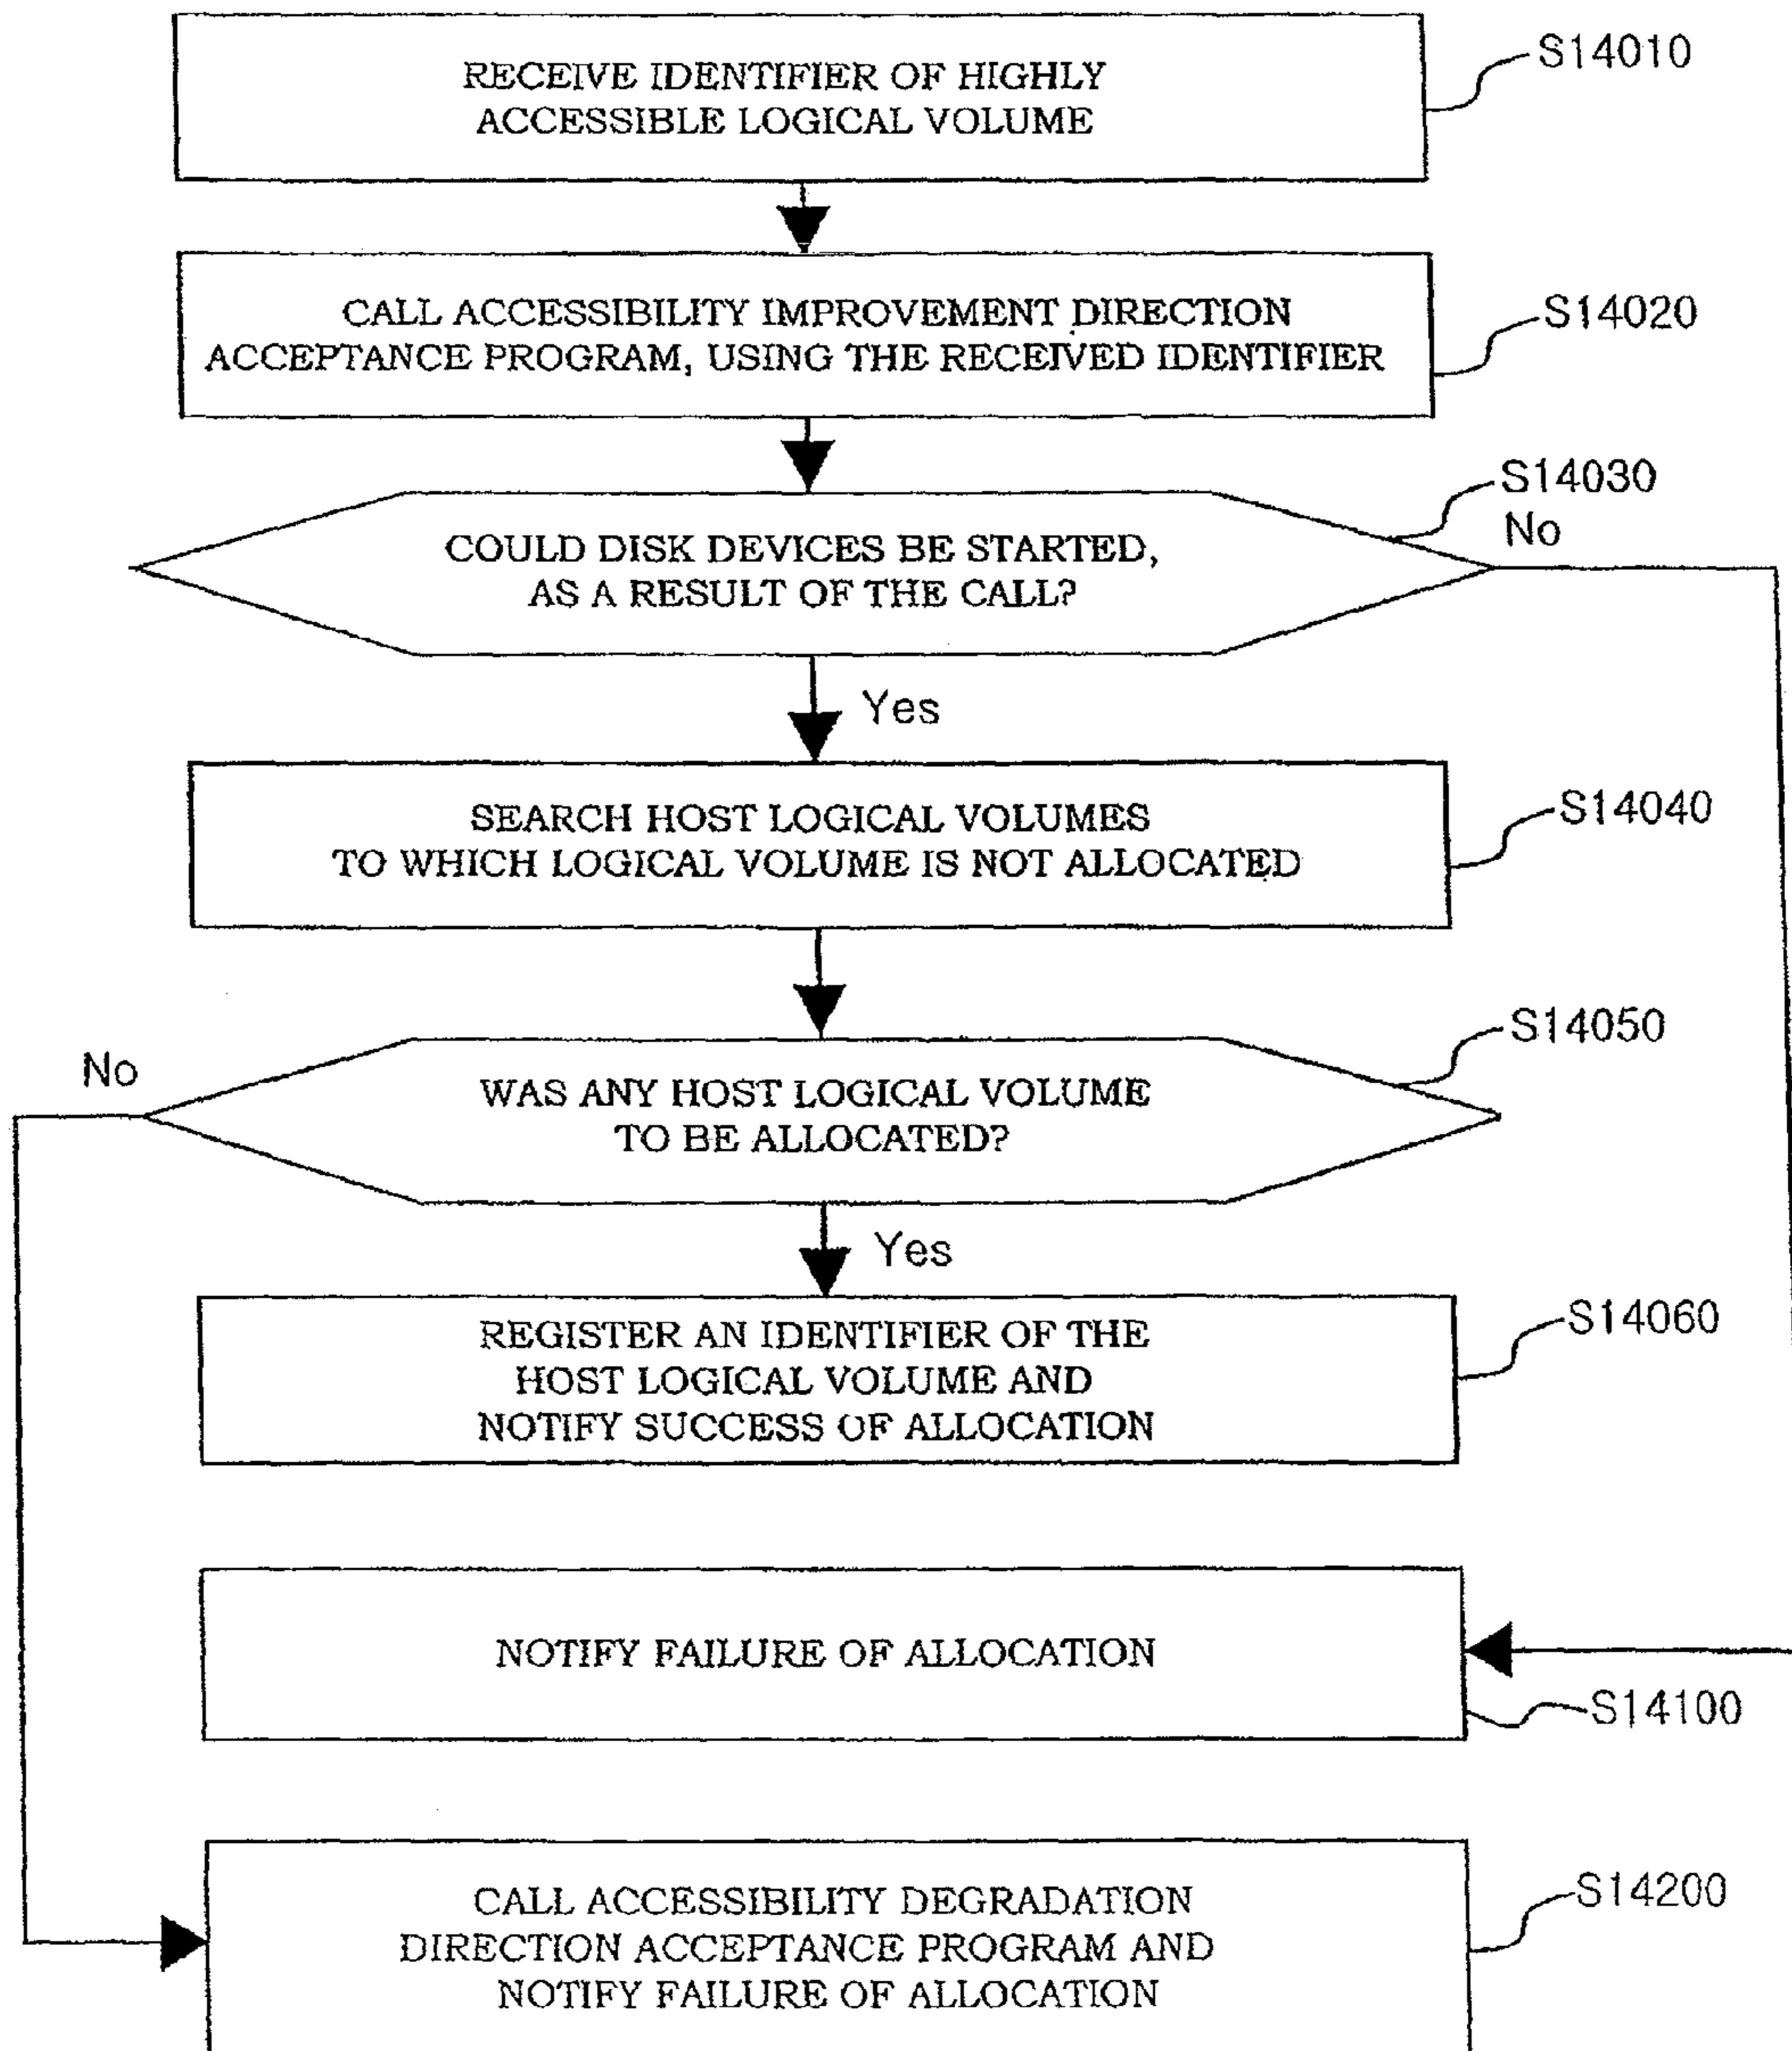 RECEIVE IDENTIFIER OF HIGHLY
ACCESSIBLE LOGICAL VOLUME
S14010
CALL ACCESSIBILITY IMPROVEMENT DIRECTION
ACCEPTANCE PROGRAM, USING THE RECEIVED IDENTIFIER
S14020
COULD DISK DEVICES BE STARTED,
AS A RESULT OF THE CALL?
S14030
No
Yes
SEARCH HOST LOGICAL VOLUMES
TO WHICH LOGICAL VOLUME IS NOT ALLOCATED
S14040
WAS ANY HOST LOGICAL VOLUME
TO BE ALLOCATED?
S14050
No
Yes
REGISTER AN IDENTIFIER OF THE
HOST LOGICAL VOLUME AND
NOTIFY SUCCESS OF ALLOCATION
S14060
NOTIFY FAILURE OF ALLOCATION
S14100
CALL ACCESSIBILITY DEGRADATION
DIRECTION ACCEPTANCE PROGRAM AND
NOTIFY FAILURE OF ALLOCATION
S14200